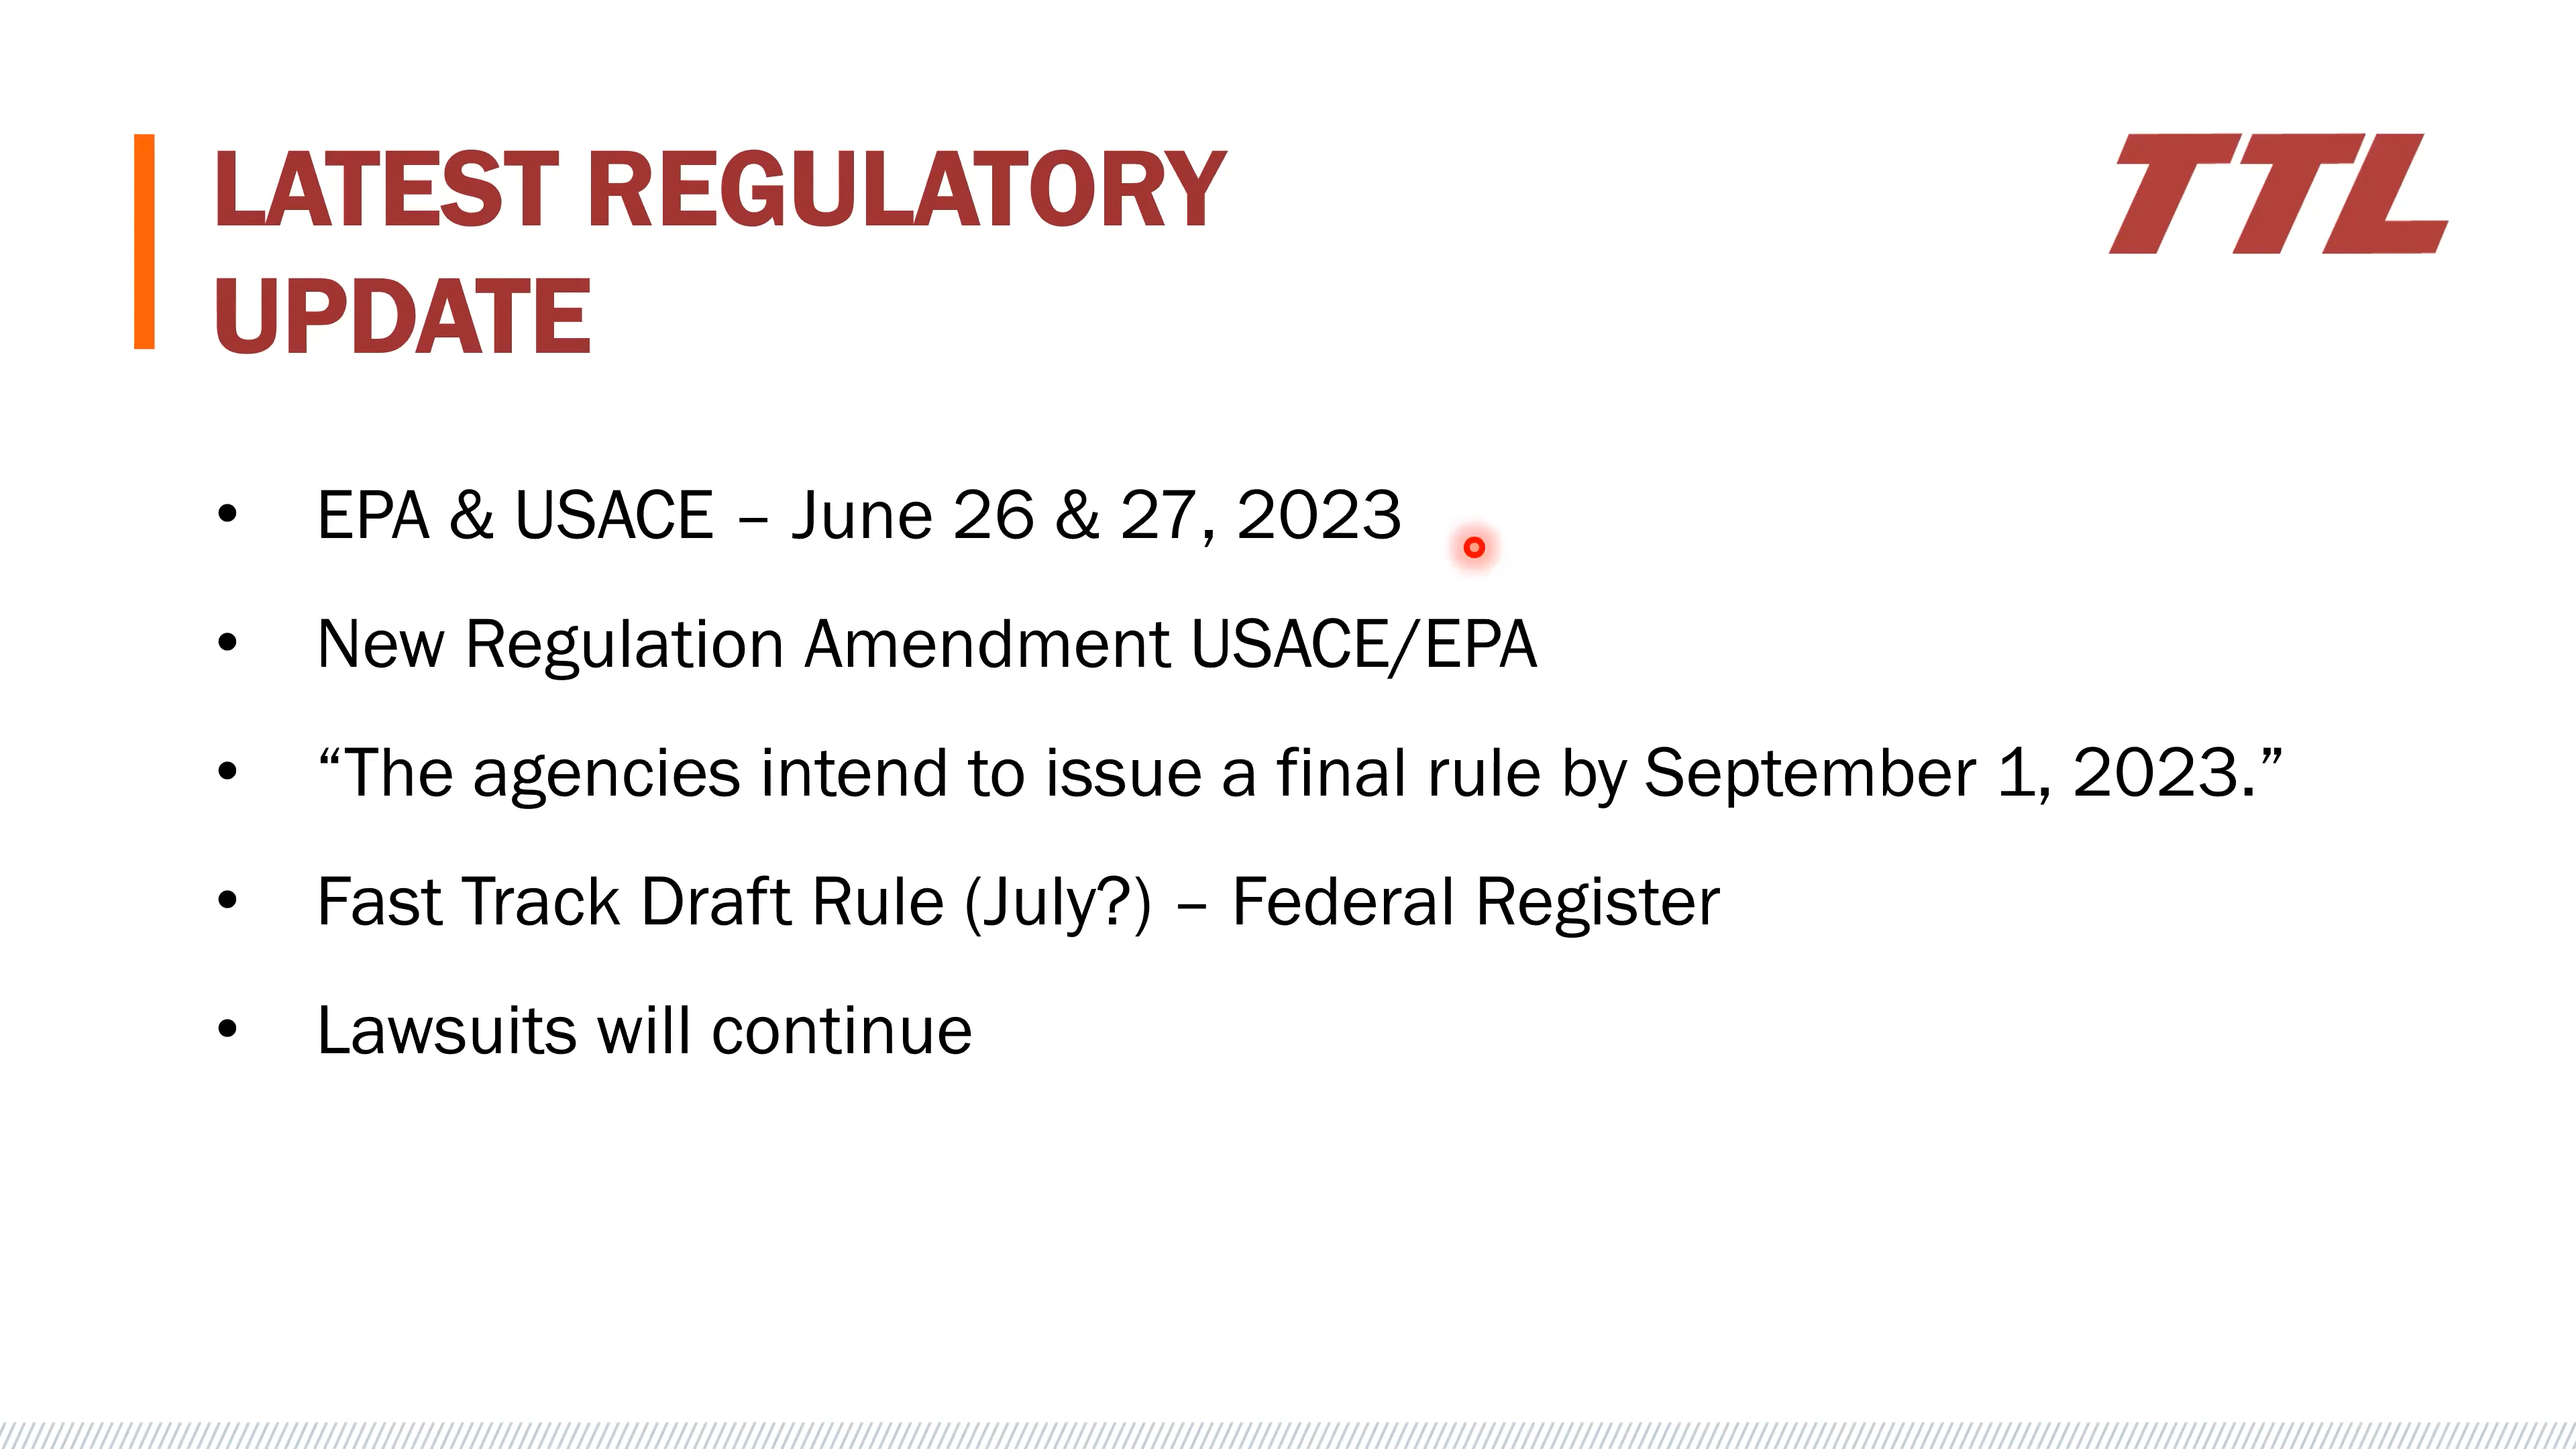 LATEST REGULATORY
UPDATE
TTL
• EPA & USACE – June 26 & 27, 2023
• New Regulation Amendment USACE/EPA
• “The agencies intend to issue a final rule by September 1, 2023.”
• Fast Track Draft Rule (July?) – Federal Register
• Lawsuits will continue